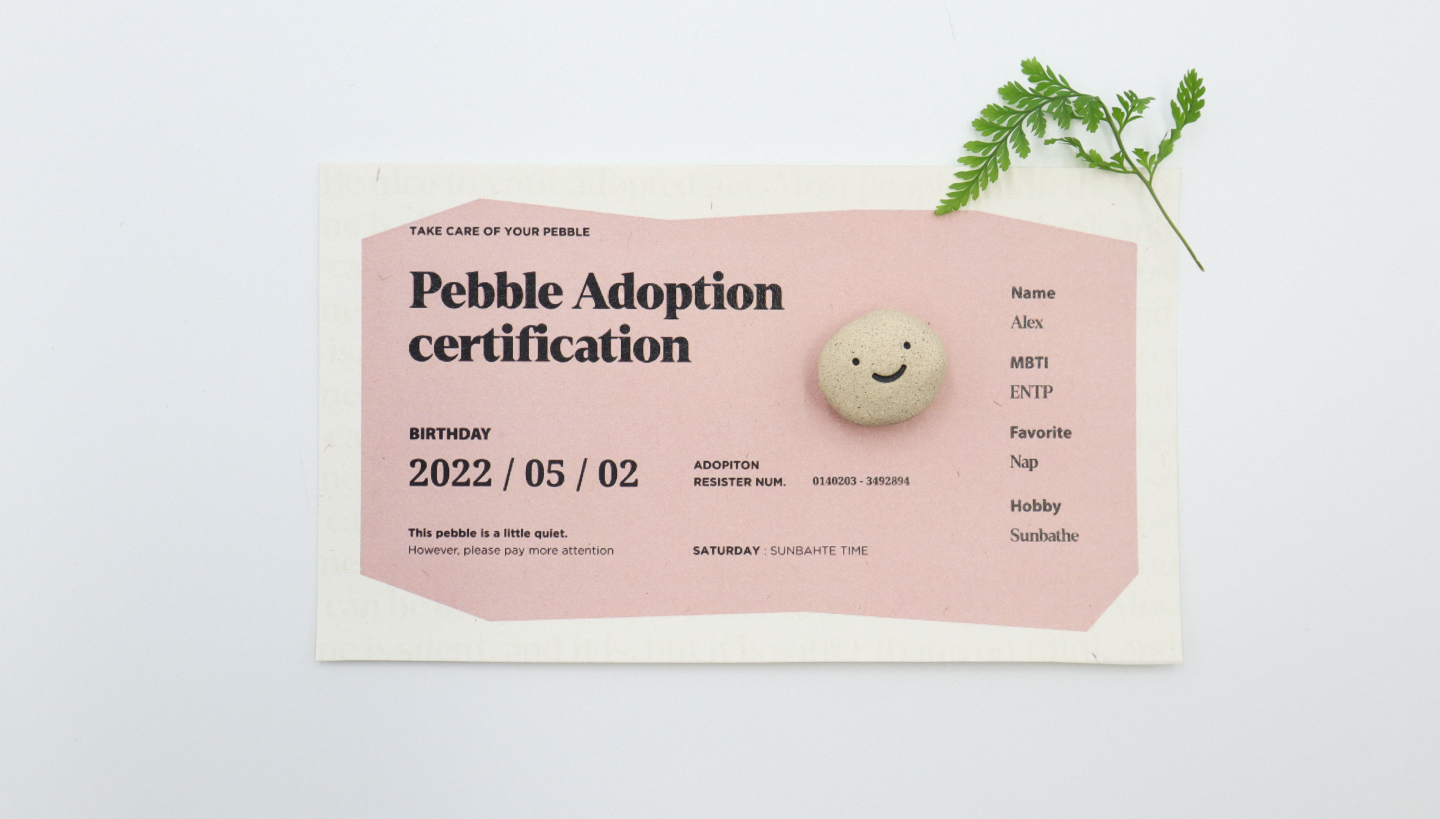 TAKE CARE OF YOUR PEBBLE
Pebble Adoption
certification
BIRTHDAY
2022 / 05 / 02
This pebble is a little quiet.
However, please pay more attention
ADOPITON
RESISTER NUM. 0140203 - 3492894
SATURDAY : SUNBAHTE TIME
Name
Alex
MBTI
ENTP
Favorite
Nap
Hobby
Sunbathe